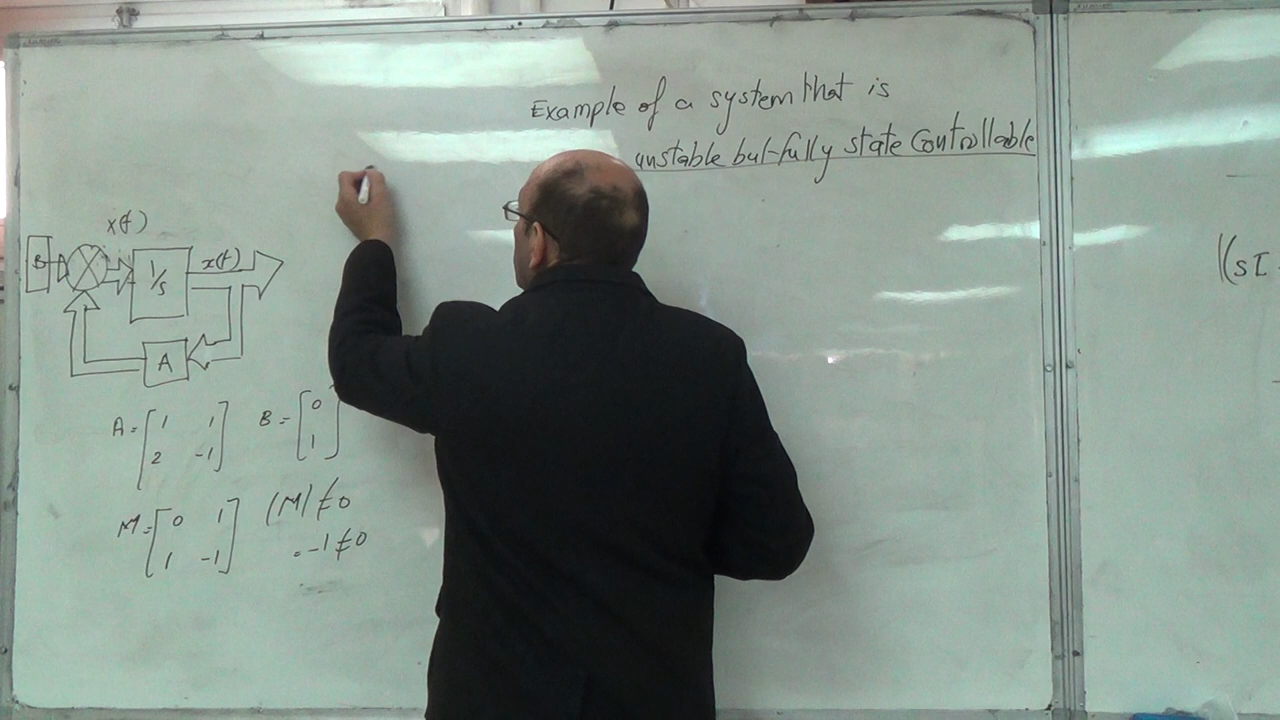 Example of a system that is
unstable but fully state Controllable
x(t)
B
1/s
x(t)
A
A = [1 1
2 -1]
B = [0
1]
M = [0 1
1 -1]
|M| ≠ 0
= -1 ≠ 0
|(sI